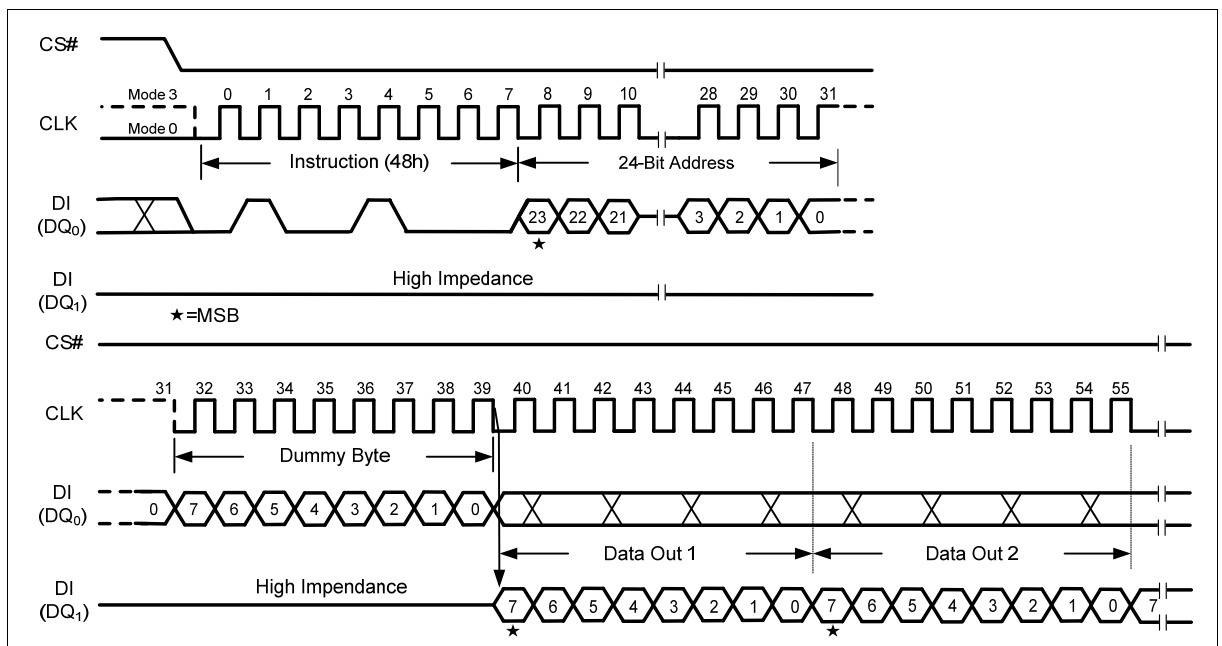 CS#
Mode 3
0 1 2 3 4 5 6 7 8 9 10 28 29 30 31
CLK
Mode 0
Instruction (48h) 24-Bit Address
DI
(DQ0)
23 22 21 3 2 1 0
★
DI
(DQ1)
High Impedance
★=MSB
CS#
31 32 33 34 35 36 37 38 39 40 41 42 43 44 45 46 47 48 49 50 51 52 53 54 55
CLK
Dummy Byte
DI
(DQ0)
0 7 6 5 4 3 2 1 0
Data Out 1 Data Out 2
High Impendance
DI
(DQ1)
7 6 5 4 3 2 1 0 7 6 5 4 3 2 1 0 7
★ ★